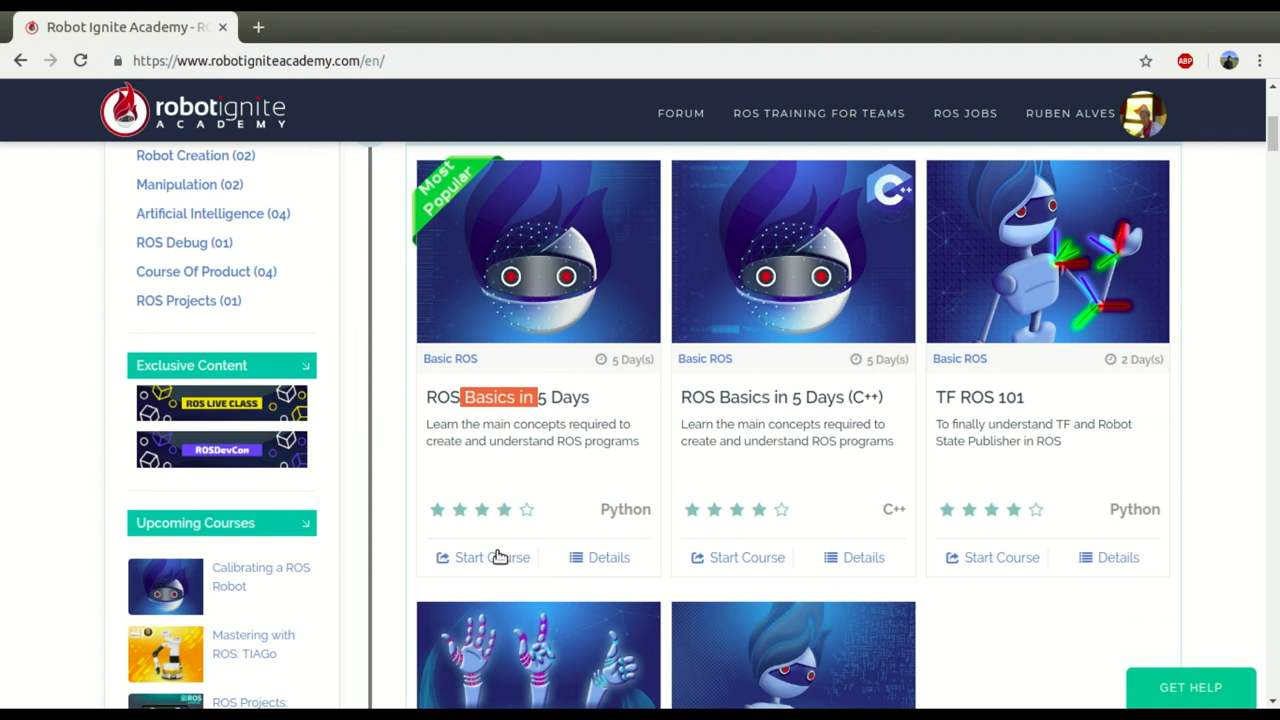 Robot Ignite Academy - RO
https://www.robotigniteacademy.com/en/
ABP
robotignite
ACADEMY
FORUM
ROS TRAINING FOR TEAMS
ROS JOBS
RUBEN ALVES
Robot Creation (02)
Manipulation (02)
Artificial Intelligence (04)
ROS Debug (01)
Course Of Product (04)
ROS Projects (01)
Exclusive Content
ROS LIVE CLASS
ROSDevCon
Upcoming Courses
Calibrating a ROS
Robot
Mastering with
ROS: TIAGo
ROS Projects:
Most
Popular
Basic ROS
5 Day(s)
ROS Basics in 5 Days
Learn the main concepts required to
create and understand ROS programs
Python
Start Course
Details
C++
Basic ROS
5 Day(s)
ROS Basics in 5 Days (C++)
Learn the main concepts required to
create and understand ROS programs
C++
Start Course
Details
Basic ROS
2 Day(s)
TF ROS 101
To finally understand TF and Robot
State Publisher in ROS
Python
Start Course
Details
GET HELP